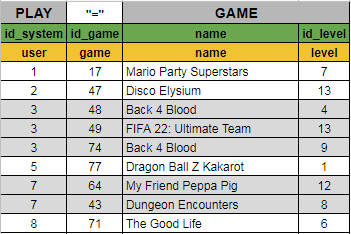 PLAY "=" GAME
id_system id_game name id_level
user game name level
1 17 Mario Party Superstars 7
2 47 Disco Elysium 13
3 48 Back 4 Blood 4
3 49 FIFA 22: Ultimate Team 13
3 74 Back 4 Blood 9
5 77 Dragon Ball Z Kakarot 1
7 64 My Friend Peppa Pig 12
7 43 Dungeon Encounters 8
8 71 The Good Life 6